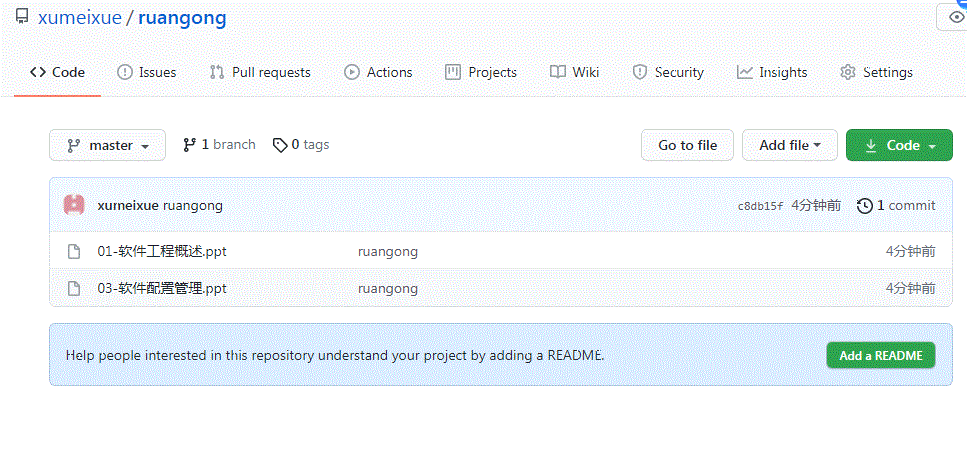 xumeixue / ruangong
Code Issues Pull requests Actions Projects Wiki Security Insights Settings
master 1 branch 0 tags Go to file Add file Code
xumeixue ruangong c8db15f 4分钟前 1 commit
01-软件工程概述.ppt ruangong 4分钟前
03-软件配置管理.ppt ruangong 4分钟前
Help people interested in this repository understand your project by adding a README. Add a README